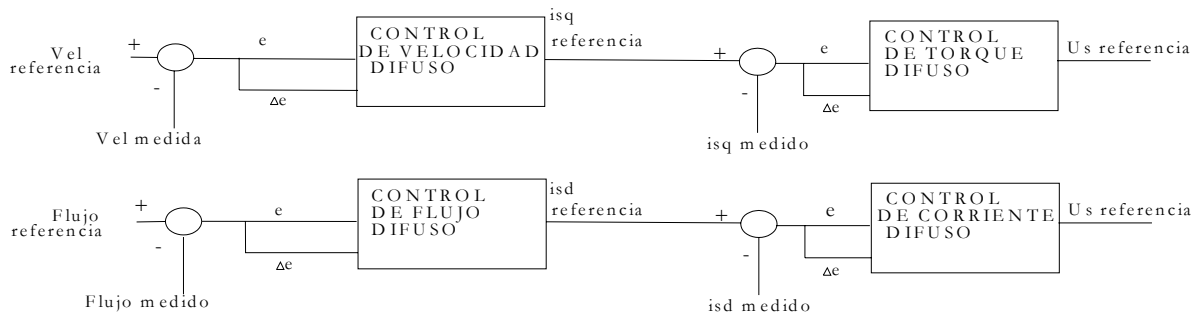 Vel
referencia
+
-
e
Δe
Vel medida
CONTROL
DE VELOCIDAD
DIFUSO
isq
referencia
+
-
e
Δe
isq medido
CONTROL
DE TORQUE
DIFUSO
Us referencia
Flujo
referencia
+
-
e
Δe
Flujo medido
CONTROL
DE FLUJO
DIFUSO
isd
referencia
+
-
e
Δe
isd medido
CONTROL
DE CORRIENTE
DIFUSO
Us referencia